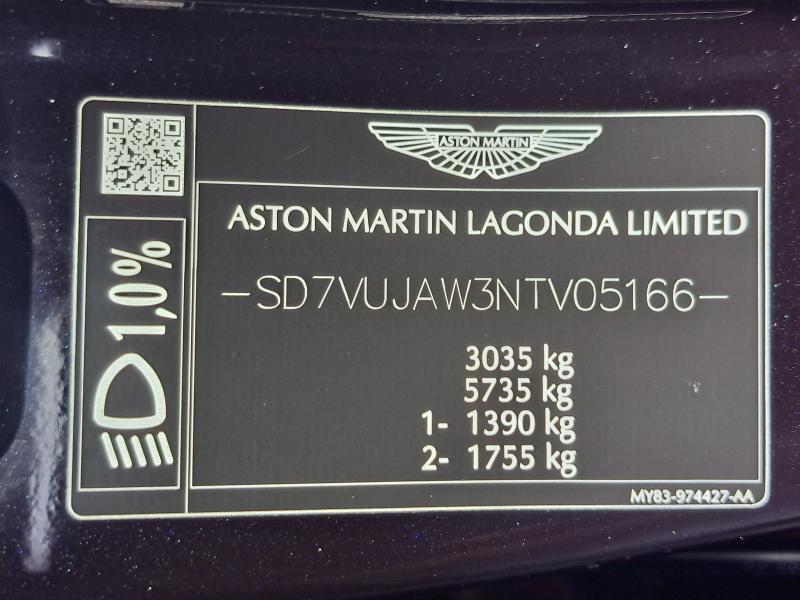 ASTON MARTIN
ASTON MARTIN LAGONDA LIMITED
-SD7VUJAW3NTV05166-
1,0%
3035 kg
5735 kg
1- 1390 kg
2- 1755 kg
MY83-974427-AA